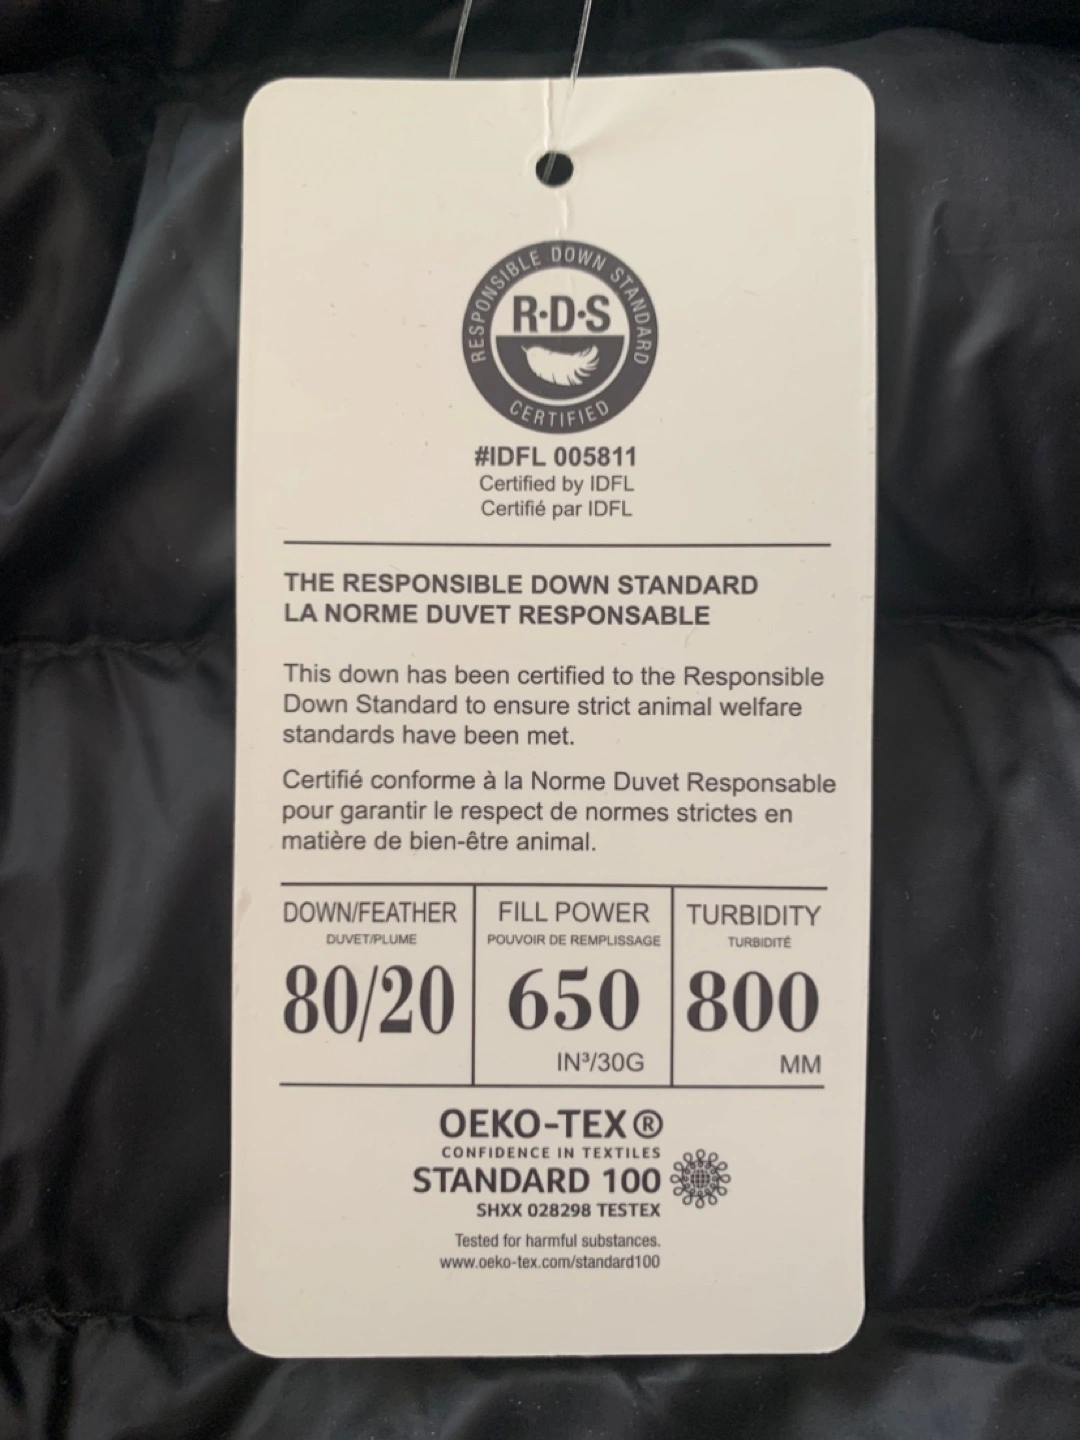 RESPONSIBLE DOWN STANDARD
R·D·S
CERTIFIED
#IDFL 005811
Certified by IDFL
Certifié par IDFL
THE RESPONSIBLE DOWN STANDARD
LA NORME DUVET RESPONSABLE
This down has been certified to the Responsible
Down Standard to ensure strict animal welfare
standards have been met.
Certifié conforme à la Norme Duvet Responsable
pour garantir le respect de normes strictes en
matière de bien-être animal.
DOWN/FEATHER
DUVET/PLUME
80/20
FILL POWER
POUVOIR DE REMPLISSAGE
650
IN³/30G
TURBIDITY
TURBIDITÉ
800
MM
OEKO-TEX®
CONFIDENCE IN TEXTILES
STANDARD 100
SHXX 028298 TESTEX
Tested for harmful substances.
www.oeko-tex.com/standard100